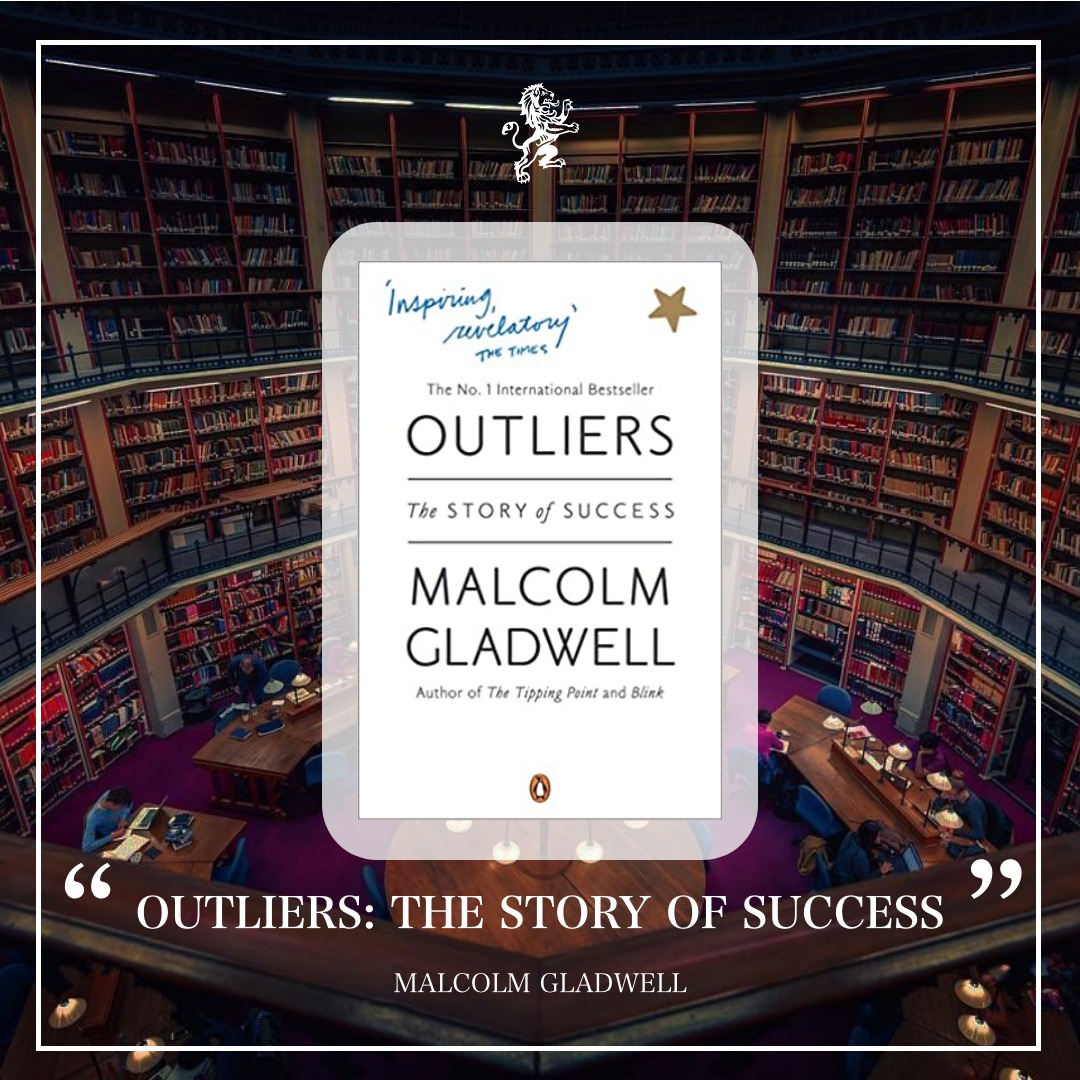 'Inspiring,
revelatory'
THE TIMES
The No. 1 International Bestseller
OUTLIERS
The STORY of SUCCESS
MALCOLM
GLADWELL
Author of The Tipping Point and Blink
“ OUTLIERS: THE STORY OF SUCCESS ”
MALCOLM GLADWELL